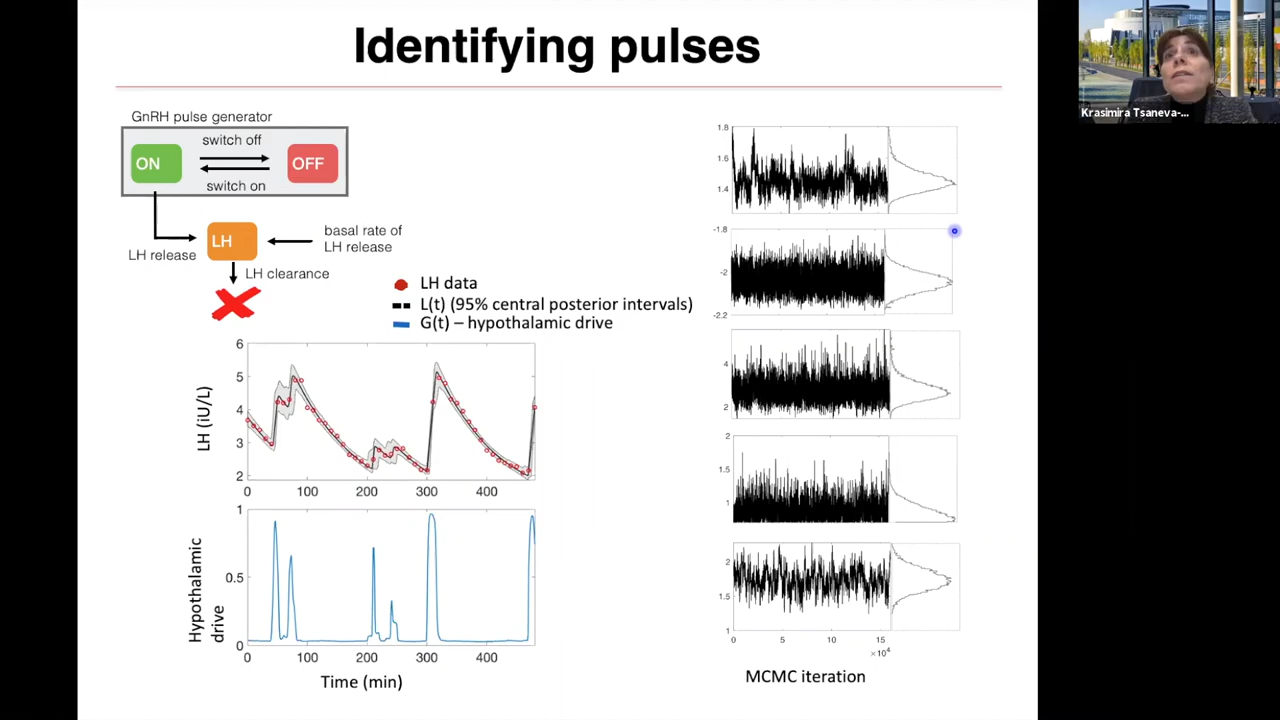 Identifying pulses
Krasimira Tsaneva-...
GnRH pulse generator
switch off
ON
OFF
switch on
LH
basal rate of
LH release
LH release
LH clearance
LH data
L(t) (95% central posterior intervals)
G(t) – hypothalamic drive
LH (iU/L)
6
5
4
3
2
0
100
200
300
400
Hypothalamic
drive
1
0.5
0
0
100
200
300
400
Time (min)
1.8
1.6
1.4
-1.8
-2
-2.2
4
2
2
1.5
1
2
1.5
1
0
5
10
15
×10⁴
MCMC iteration